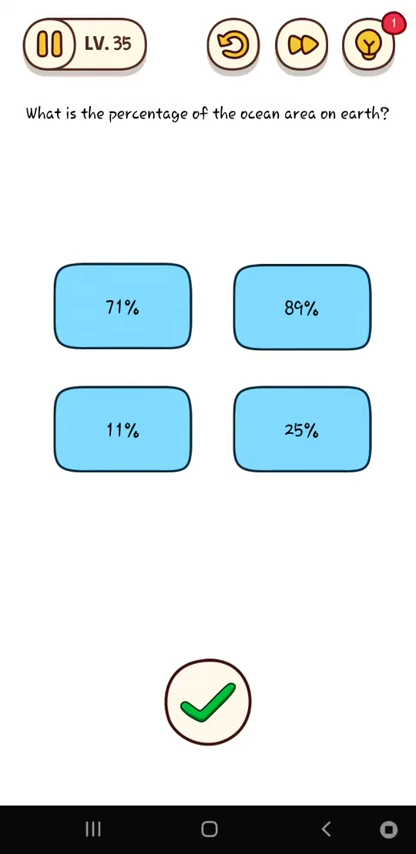 LV. 35
1
What is the percentage of the ocean area on earth?
71%
89%
11%
25%